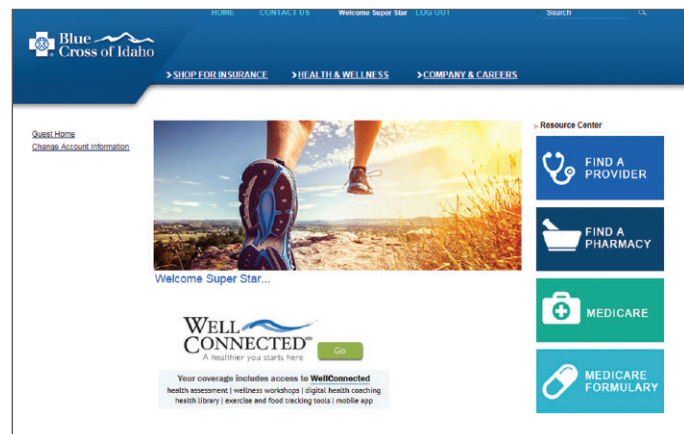 HOME CONTACT US Welcome Super Star LOG OUT Search
Blue
Cross of Idaho
>SHOP FOR INSURANCE >HEALTH & WELLNESS >COMPANY & CAREERS
Guest Home
Change Account Information
Welcome Super Star...
WELL
CONNECTED℠
A healthier you starts here
Go
Your coverage includes access to WellConnected
health assessment | wellness workshops | digital health coaching
health library | exercise and food tracking tools | mobile app
Resource Center
FIND A
PROVIDER
FIND A
PHARMACY
MEDICARE
MEDICARE
FORMULARY